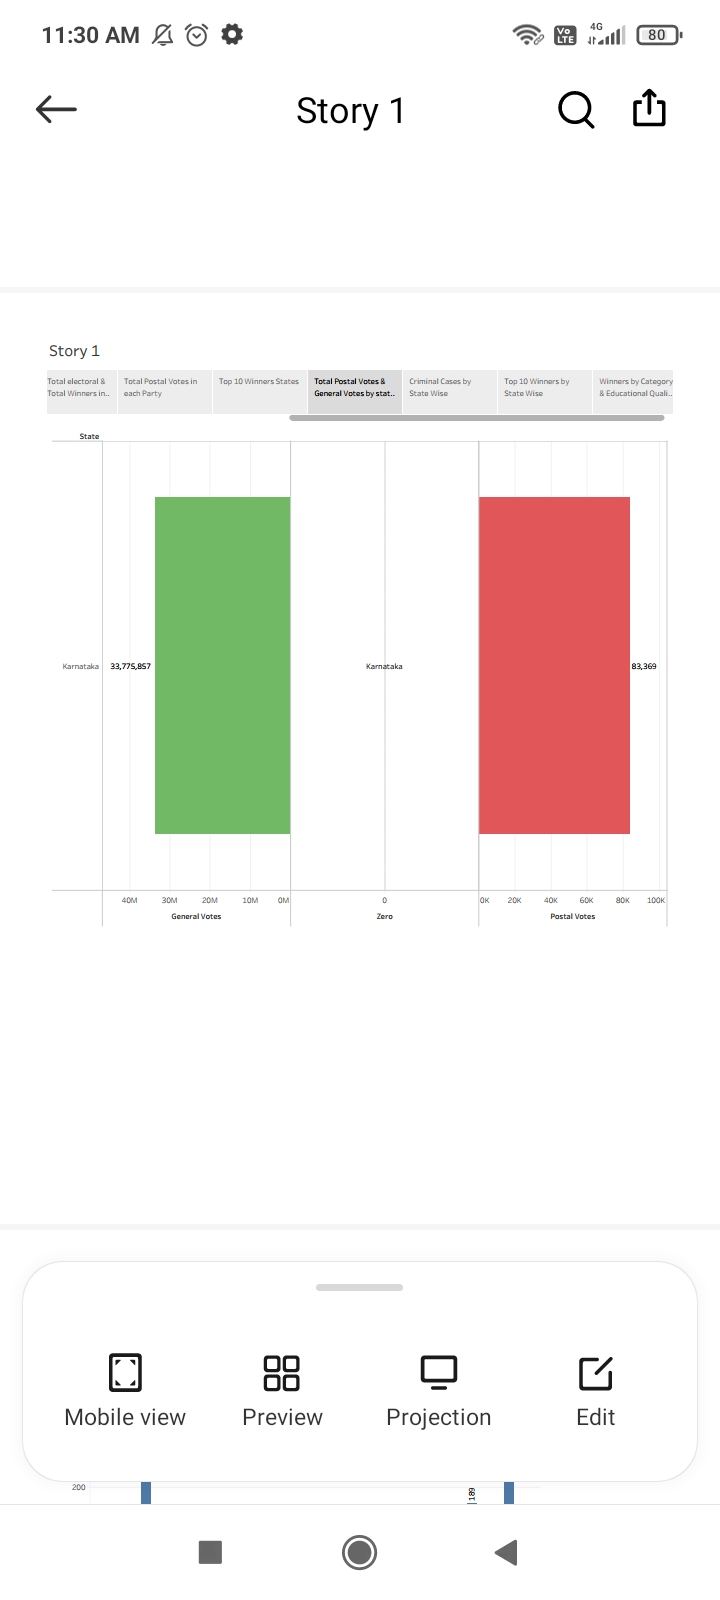 11:30 AM
Vo LTE
4G
80
Story 1
Story 1
Total electoral &
Total Winners in..
Total Postal Votes in
each Party
Top 10 Winners States
Total Postal Votes &
General Votes by stat..
Criminal Cases by
State Wise
Top 10 Winners by
State Wise
Winners by Category
& Educational Quali..
State
Karnataka
33,775,857
Karnataka
83,369
40M 30M 20M 10M 0M 0 0K 20K 40K 60K 80K 100K
General Votes Zero Postal Votes
Mobile view Preview Projection Edit
200
189